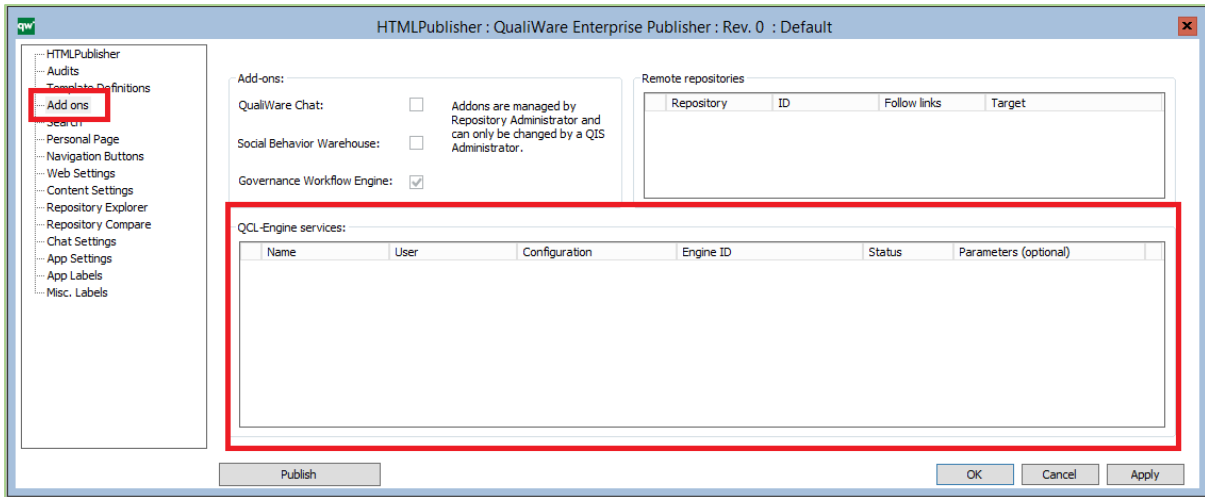 qw
HTMLPublisher : QualiWare Enterprise Publisher : Rev. 0 : Default
HTMLPublisher
Audits
Template Definitions
Add ons
Search
Personal Page
Navigation Buttons
Web Settings
Content Settings
Repository Explorer
Repository Compare
Chat Settings
App Settings
App Labels
Misc. Labels
Add-ons:
QualiWare Chat:
Social Behavior Warehouse:
Governance Workflow Engine:
Addons are managed by
Repository Administrator and
can only be changed by a QIS
Administrator.
Remote repositories
Repository ID Follow links Target
QCL-Engine services:
Name User Configuration Engine ID Status Parameters (optional)
Publish
OK Cancel Apply